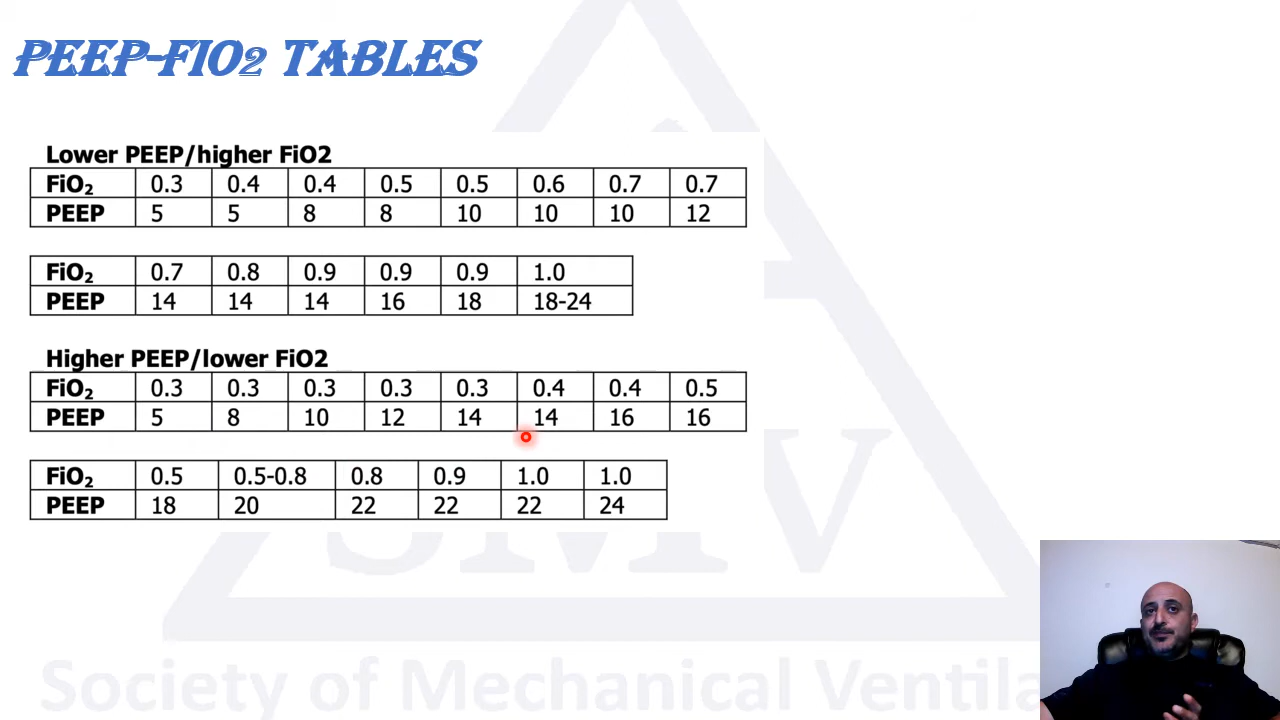 PEEP-FIO2 TABLES
Lower PEEP/higher FiO2
FiO₂ 0.3 0.4 0.4 0.5 0.5 0.6 0.7 0.7
PEEP 5 5 8 8 10 10 10 12
FiO₂ 0.7 0.8 0.9 0.9 0.9 1.0
PEEP 14 14 14 16 18 18-24
Higher PEEP/lower FiO2
FiO₂ 0.3 0.3 0.3 0.3 0.3 0.4 0.4 0.5
PEEP 5 8 10 12 14 14 16 16
FiO₂ 0.5 0.5-0.8 0.8 0.9 1.0 1.0
PEEP 18 20 22 22 22 24
SMV
Society of Mechanical Ventila